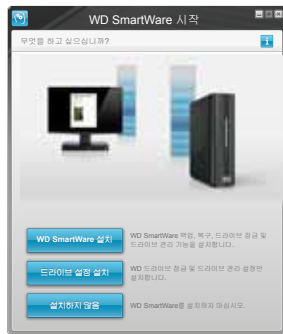 WD SmartWare 시작
무엇을 하고 싶으십니까?
WD SmartWare 설치
WD SmartWare 백업, 복구, 드라이브 잠금 및
드라이브 관리 기능을 설치합니다.
드라이브 설정 설치
WD 드라이브 잠금 및 드라이브 관리 설정만
설치합니다.
설치하지 않음
WD SmartWare를 설치하지 마십시오.